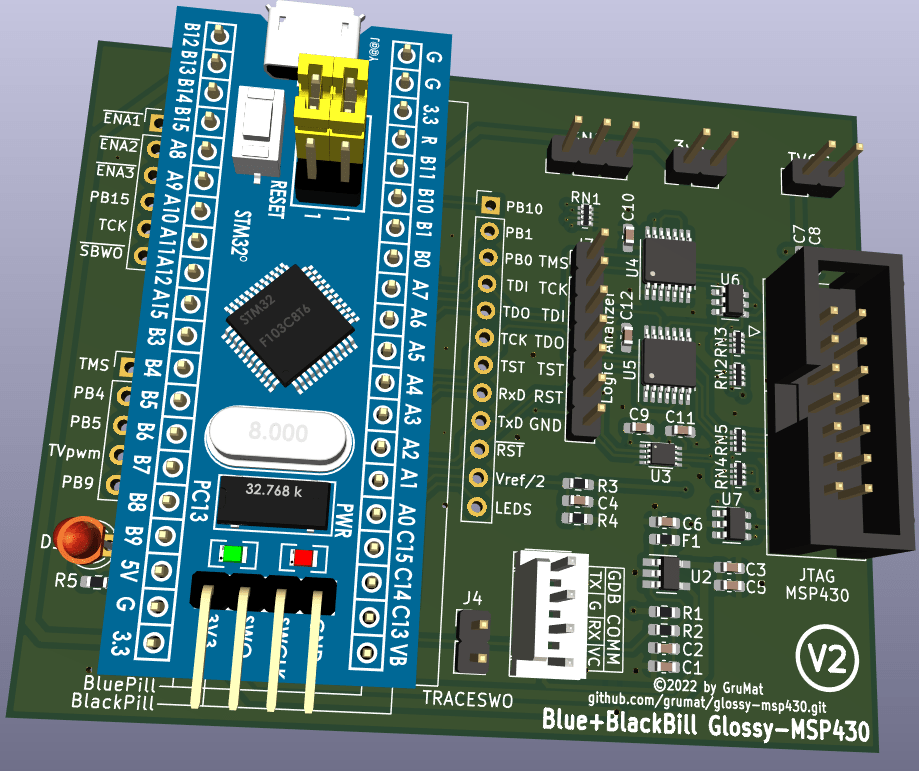 B12
B13
B14
B15
A8
A9
A10
A11
A12
A15
B3
B4
B5
B6
B7
B8
B9
5V
G
3.3
G
G
3.3
R
B11
B10
B1
B0
A7
A6
A5
A4
A3
A2
A1
A0
C15
C14
C13
VB
RESET
1 1
STM32°
STM32
F103C8T6
8.000
32.768 k
PC13
PWR
3V3
ENA1
ENA2
ENA3
PB15
TCK
SBWO
TMS
PB4
PB5
TVpwm
PB9
R5
BluePill
BlackPill
PB10
PB1
PB0 TMS
TDI TCK
TDO TDI
TCK TDO
TST TST
RxD RST
TxD GND
RST
Vref/2
LEDS
Logic Analizer
RN1
C10
U4
C12
U5
C9
C11
U3
C7
C8
U6
RN3
RN2
RN5
RN4
U7
R3
C4
R4
C6
F1
U2
C3
C5
R1
R2
C2
C1
J4
TRACESWO
GDB COMM
TX G RX VC
JTAG
MSP430
V2
©2022 by GruMat
github.com/grumat/glossy-msp430.git
Blue+BlackBill Glossy-MSP430